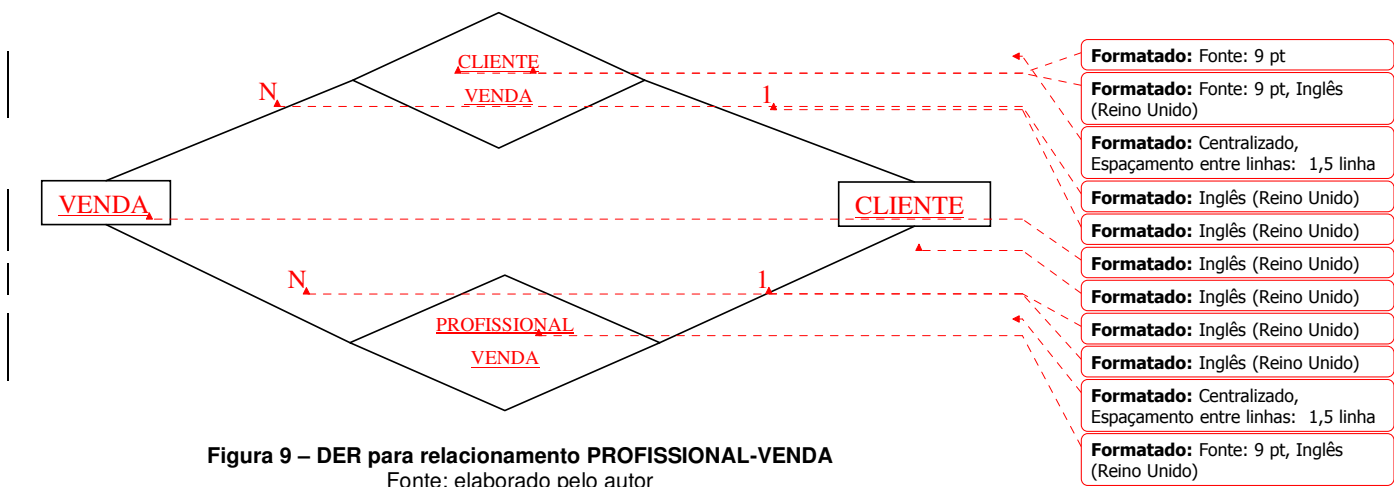 CLIENTE
VENDA
N
1
VENDA
CLIENTE
N
1
PROFISSIONAL
VENDA
Figura 9 – DER para relacionamento PROFISSIONAL-VENDA
Fonte: elaborado pelo autor
Formatado: Fonte: 9 pt
Formatado: Fonte: 9 pt, Inglês
(Reino Unido)
Formatado: Centralizado,
Espaçamento entre linhas: 1,5 linha
Formatado: Inglês (Reino Unido)
Formatado: Inglês (Reino Unido)
Formatado: Inglês (Reino Unido)
Formatado: Inglês (Reino Unido)
Formatado: Inglês (Reino Unido)
Formatado: Inglês (Reino Unido)
Formatado: Centralizado,
Espaçamento entre linhas: 1,5 linha
Formatado: Fonte: 9 pt, Inglês
(Reino Unido)